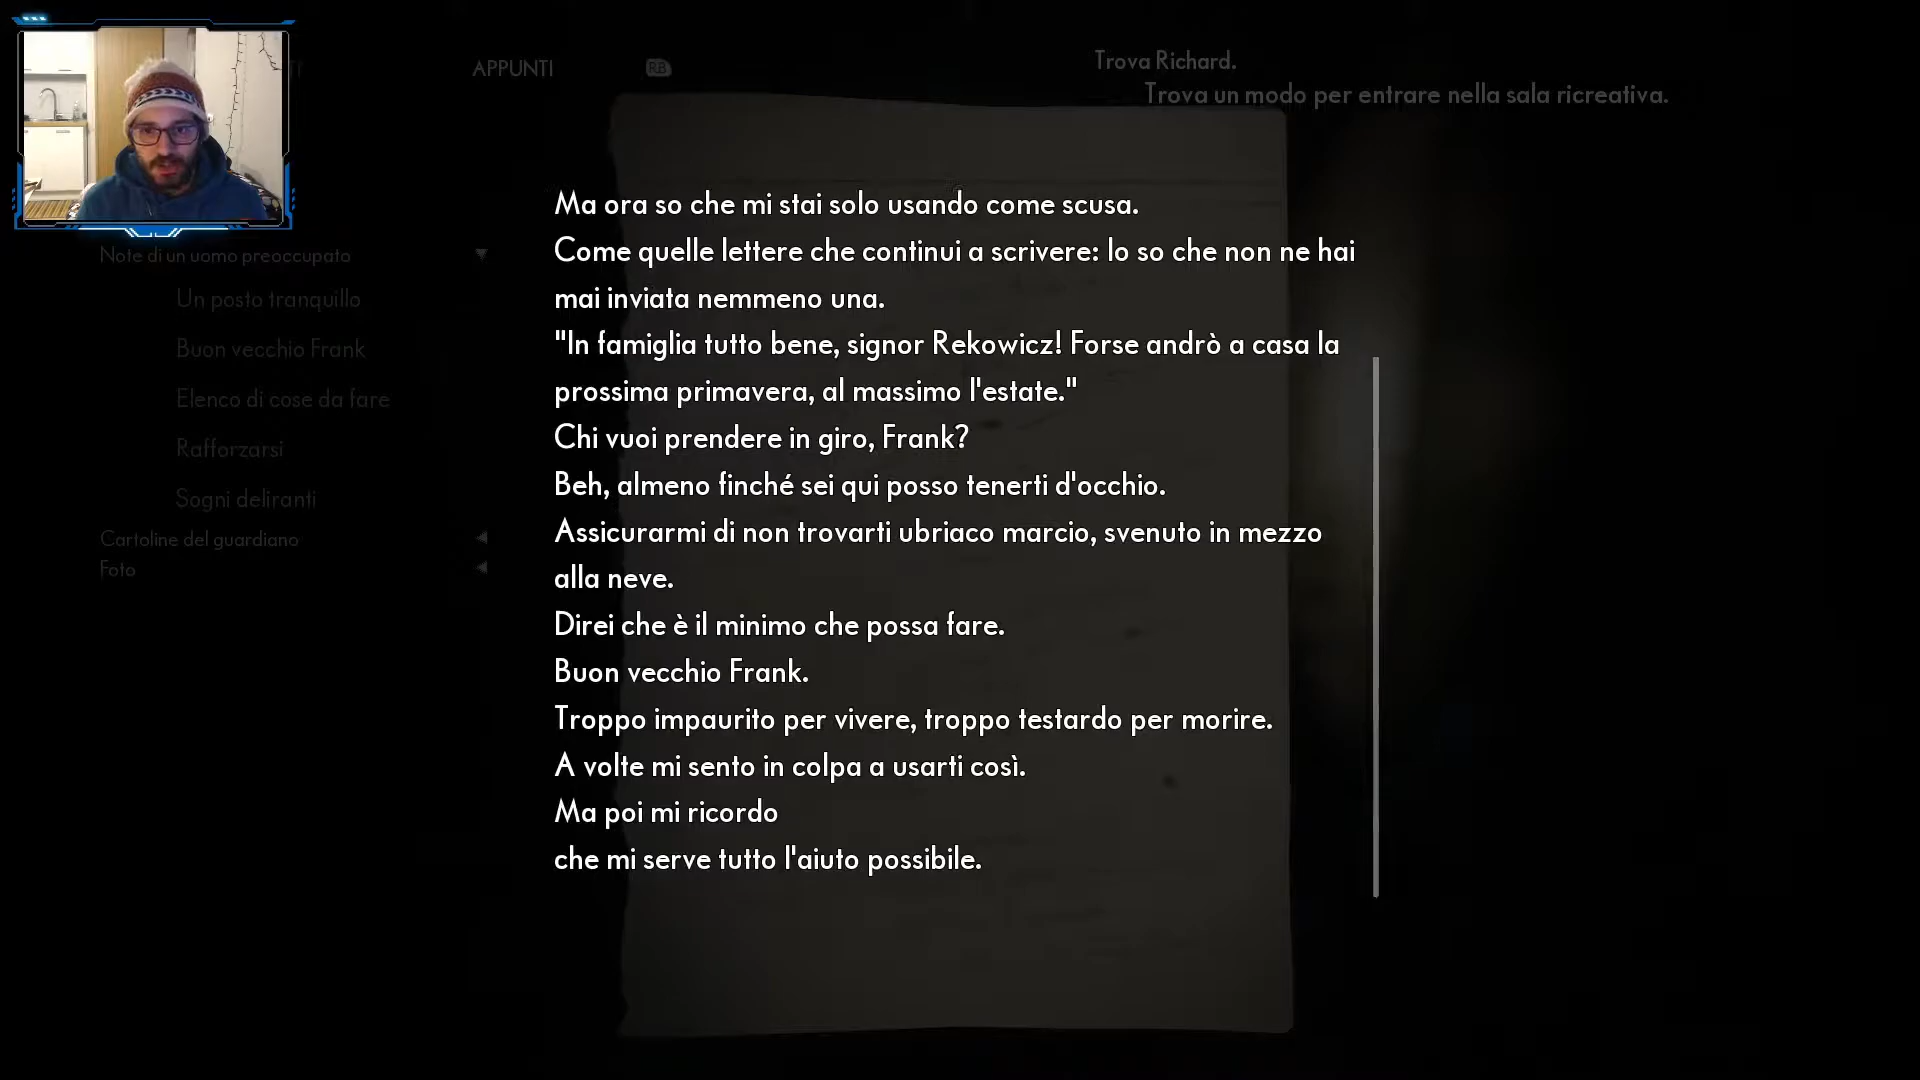 APPUNTI
RB
Trova Richard.
Trova un modo per entrare nella sala ricreativa.
Note di un uomo preoccupato
Un posto tranquillo
Buon vecchio Frank
Elenco di cose da fare
Rafforzarsi
Sogni deliranti
Cartoline del guardiano
Foto
Ma ora so che mi stai solo usando come scusa.
Come quelle lettere che continui a scrivere: lo so che non ne hai
mai inviata nemmeno una.
"In famiglia tutto bene, signor Rekowicz! Forse andrò a casa la
prossima primavera, al massimo l'estate."
Chi vuoi prendere in giro, Frank?
Beh, almeno finché sei qui posso tenerti d'occhio.
Assicurarmi di non trovarti ubriaco marcio, svenuto in mezzo
alla neve.
Direi che è il minimo che possa fare.
Buon vecchio Frank.
Troppo impaurito per vivere, troppo testardo per morire.
A volte mi sento in colpa a usarti così.
Ma poi mi ricordo
che mi serve tutto l'aiuto possibile.